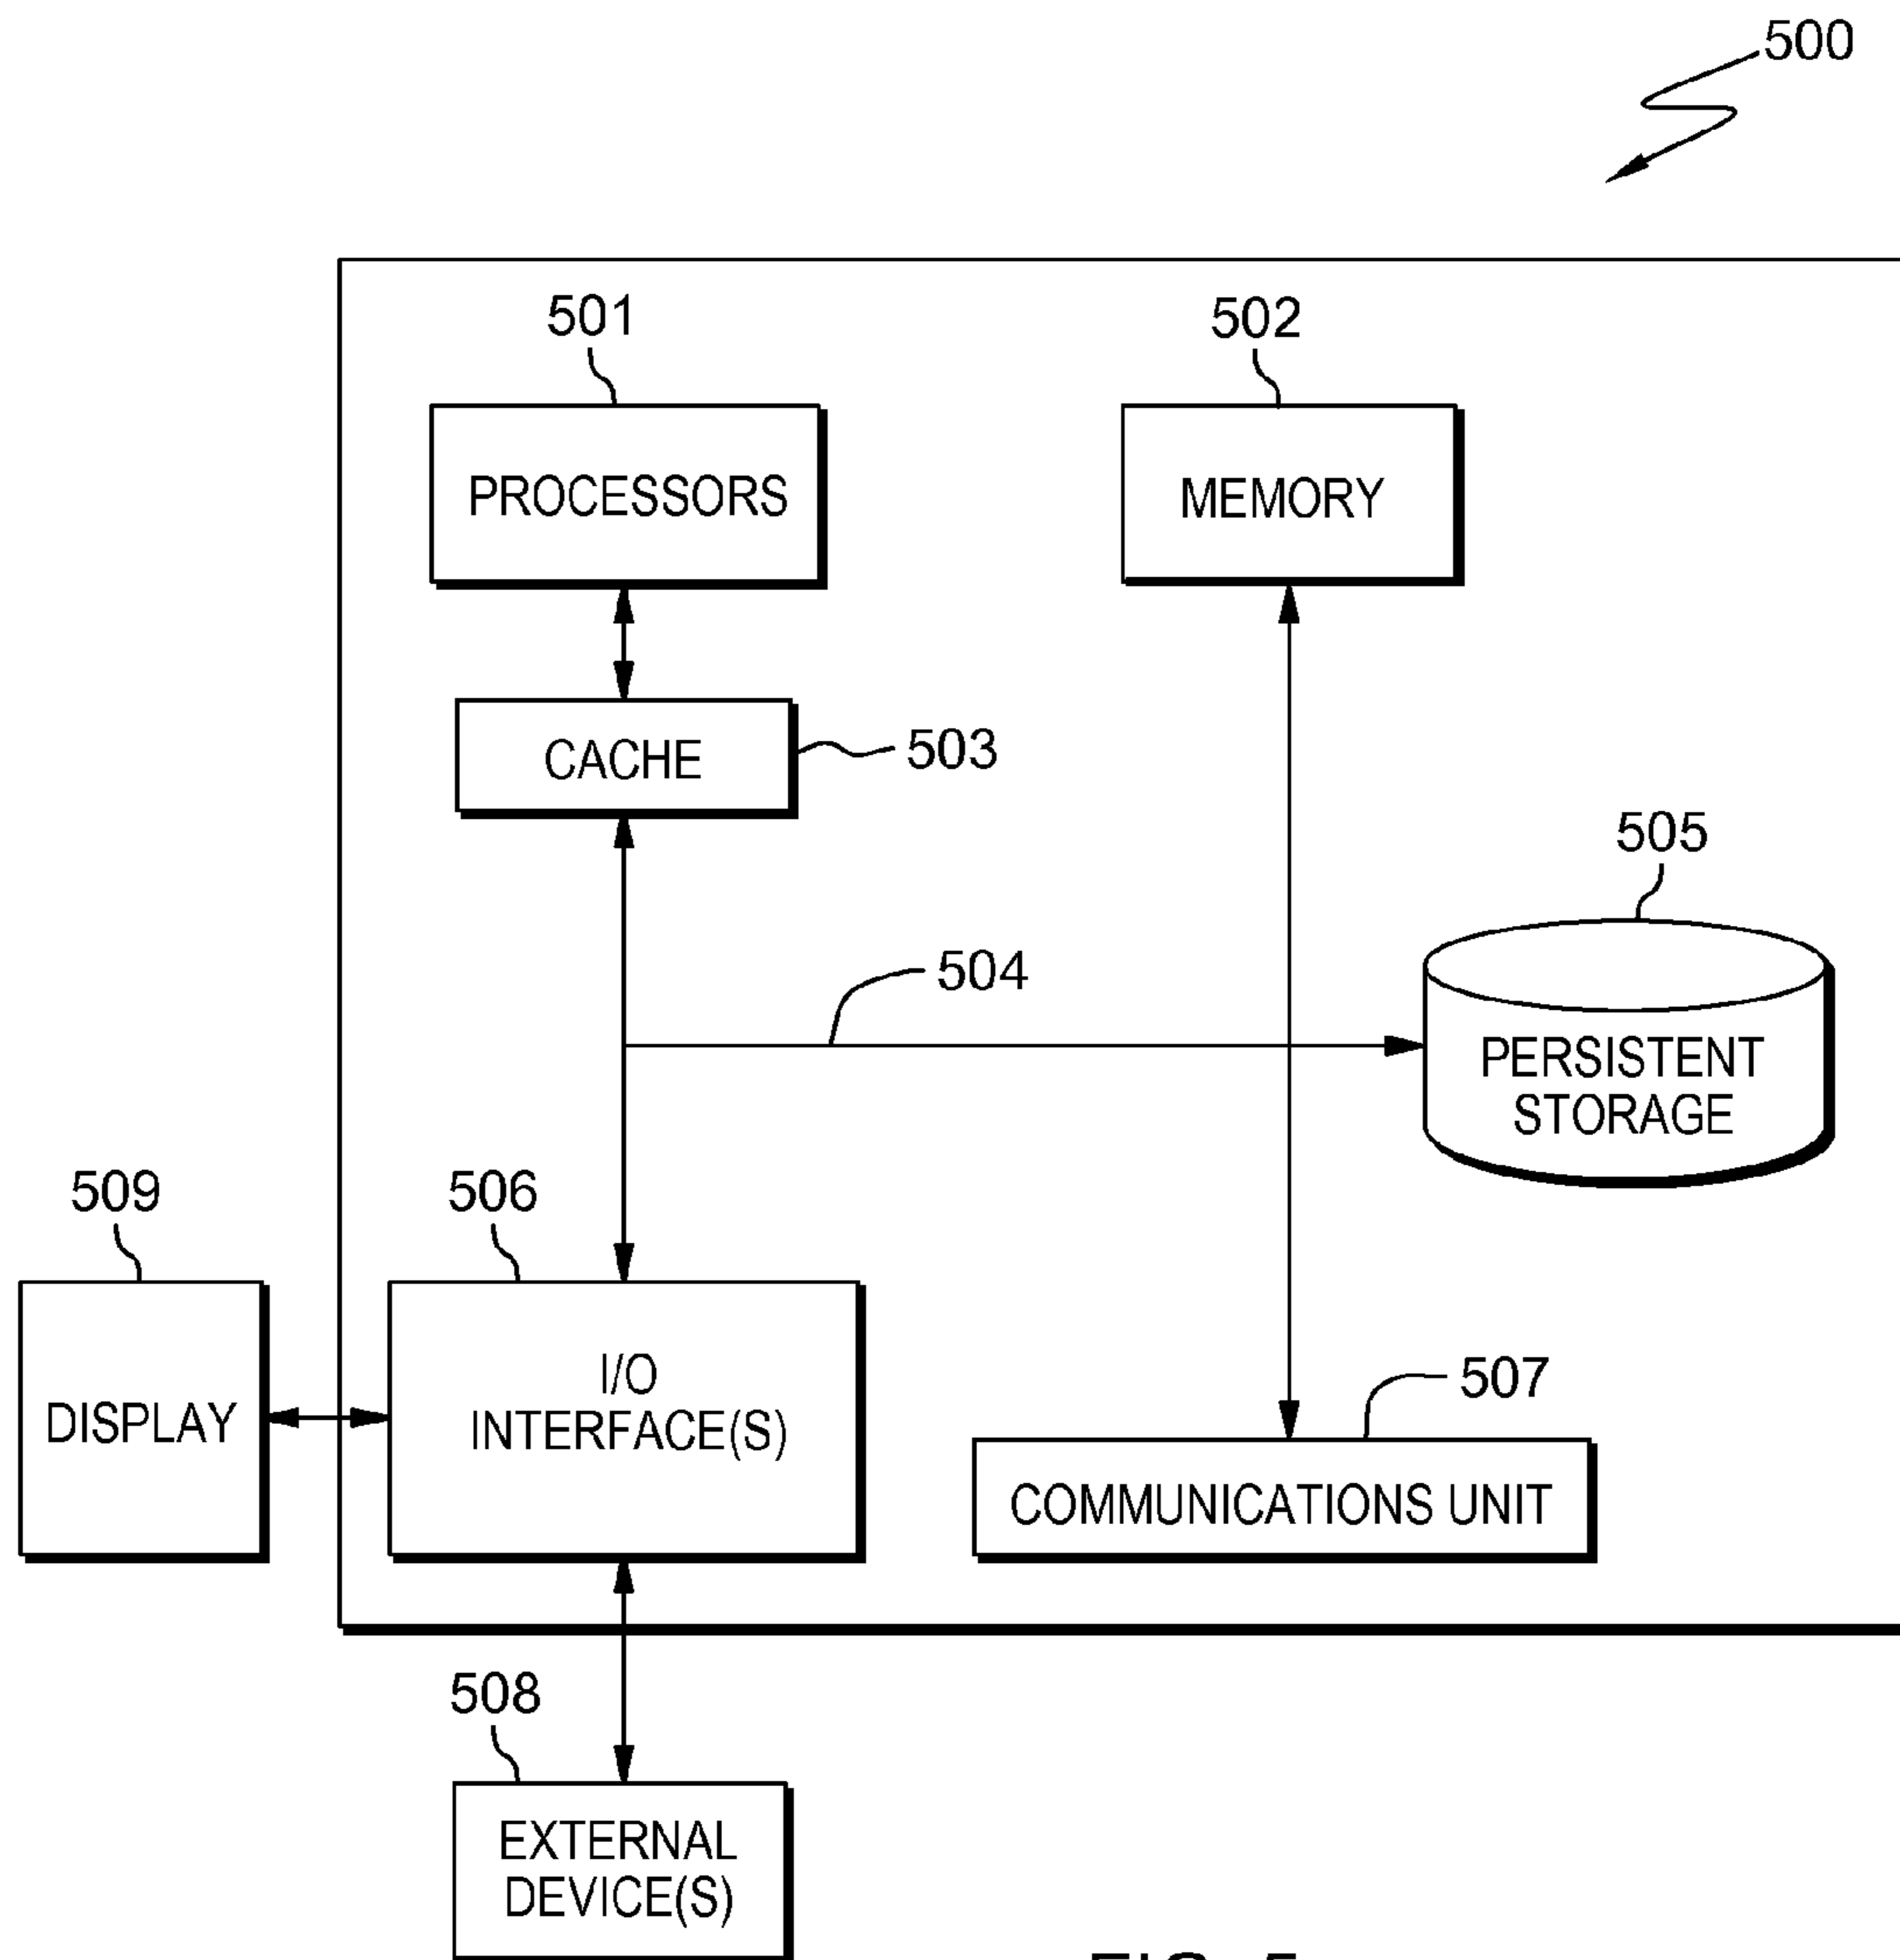 500
501
502
PROCESSORS
MEMORY
CACHE
503
505
504
PERSISTENT
STORAGE
509
506
DISPLAY
I/O
INTERFACE(S)
507
COMMUNICATIONS UNIT
508
EXTERNAL
DEVICE(S)